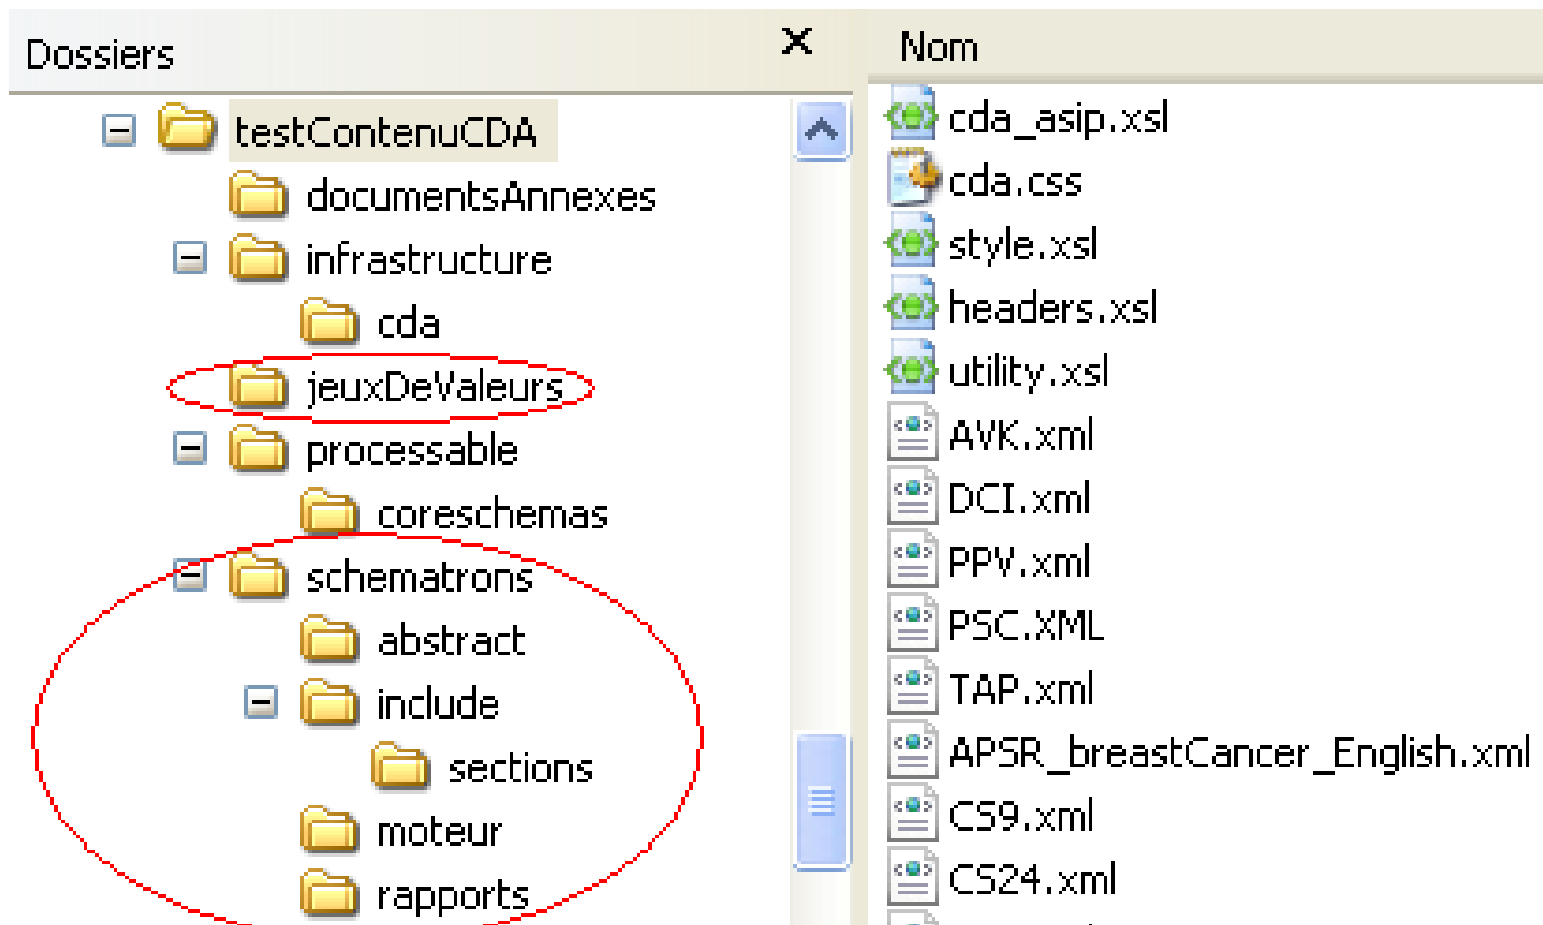 Dossiers
testContenuCDA
documentsAnnexes
infrastructure
cda
jeuxDeValeurs
processable
coreschemas
schematrons
abstract
include
sections
moteur
rapports
Nom
cda_asip.xsl
cda.css
style.xsl
headers.xsl
utility.xsl
AVK.xml
DCI.xml
PPV.xml
PSC.XML
TAP.xml
APSR_breastCancer_English.xml
CS9.xml
CS24.xml